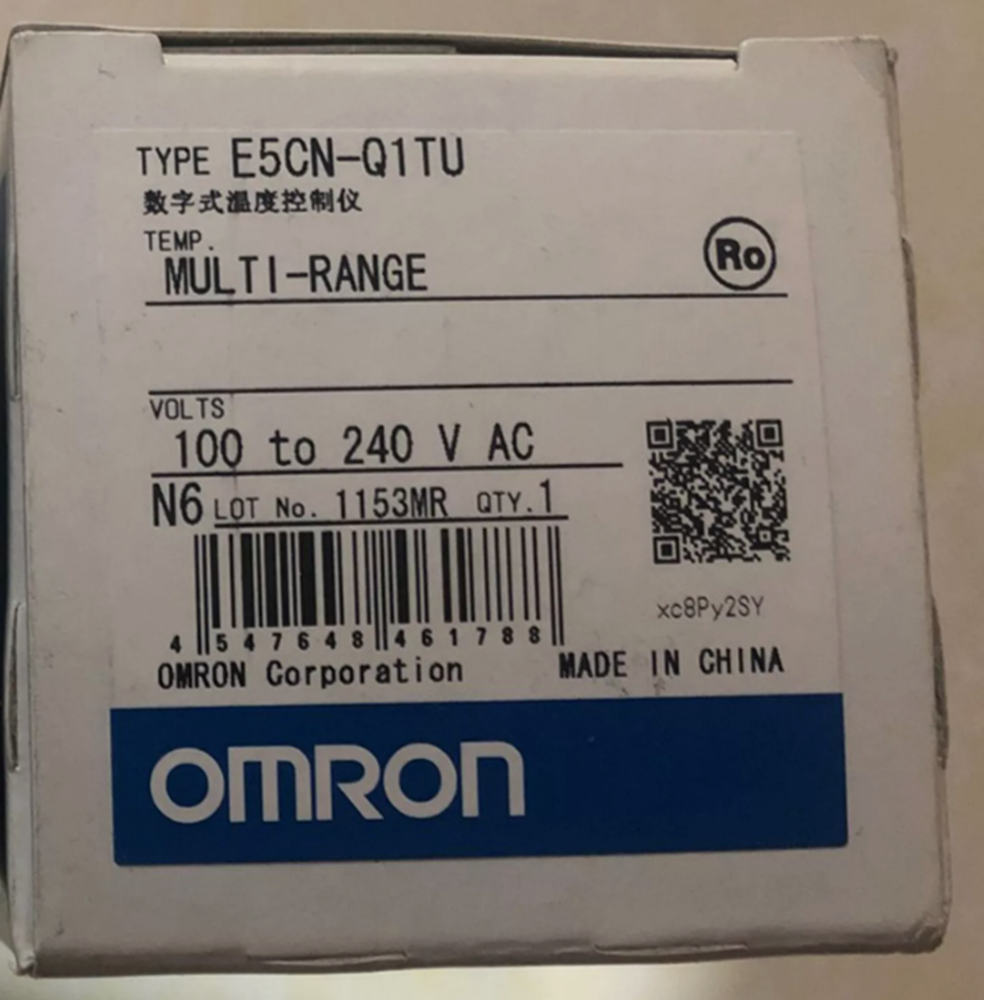 TYPE E5CN-Q1TU
数字式温度控制仪
TEMP.
MULTI-RANGE
Ro
VOLTS
100 to 240 V AC
N6 LOT No. 1153MR QTY.1
4 547648 461788
xc8Py2SY
OMRON Corporation MADE IN CHINA
OMRON